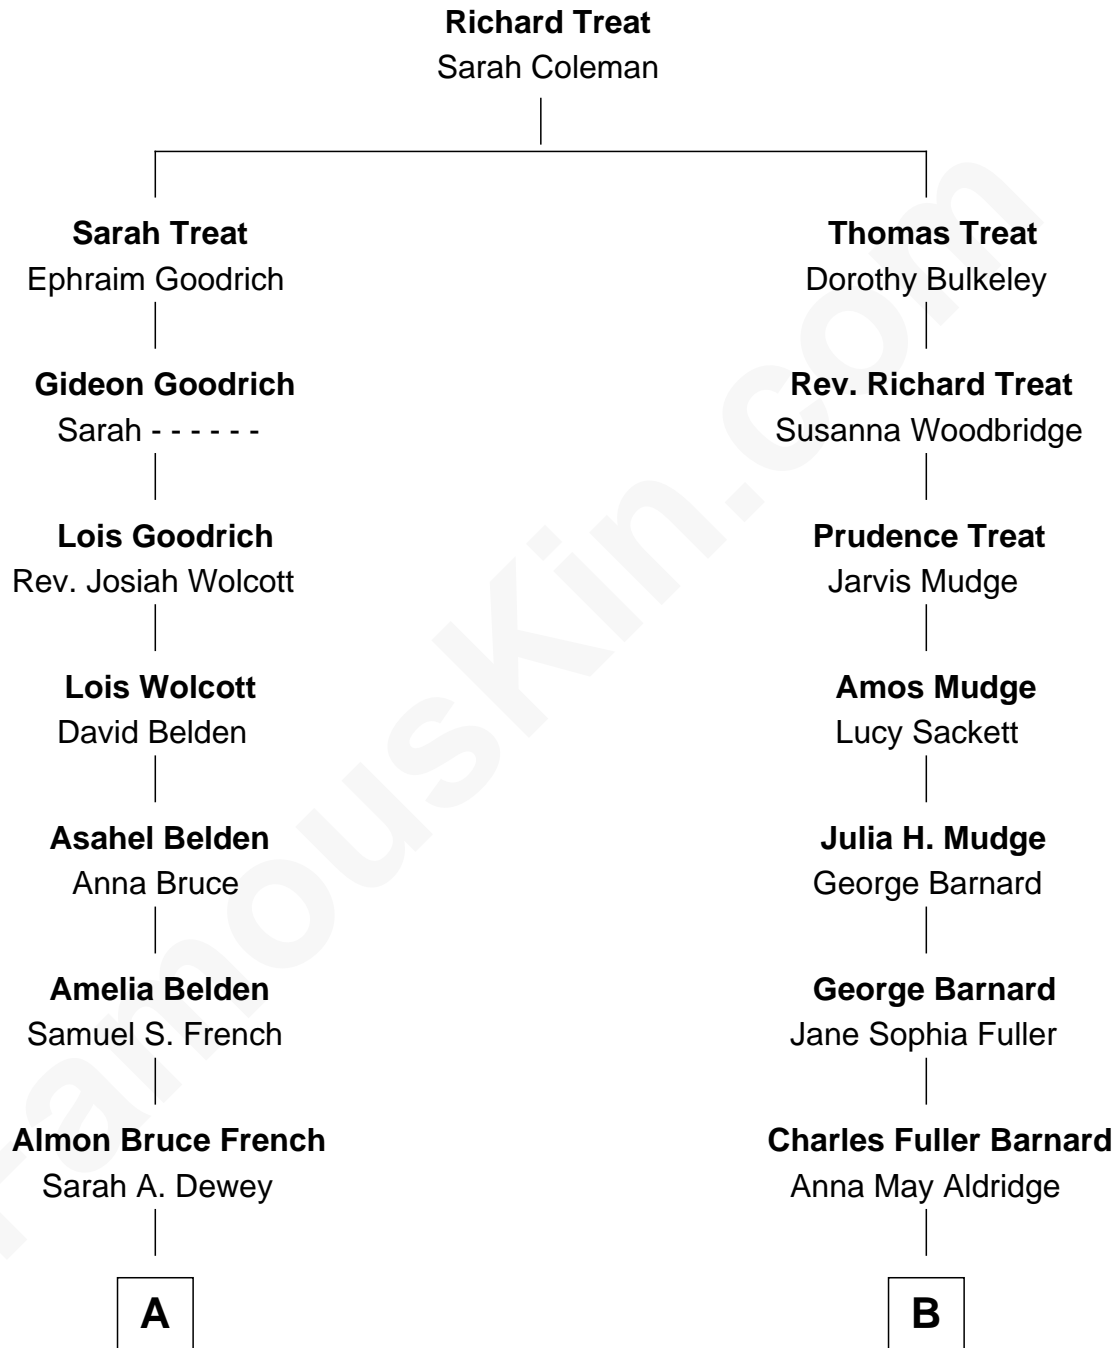 Richard Treat
Sarah Coleman
Sarah Treat
Ephraim Goodrich
Gideon Goodrich
Sarah - - - - - -
Lois Goodrich
Rev. Josiah Wolcott
Lois Wolcott
David Belden
Asahel Belden
Anna Bruce
Amelia Belden
Samuel S. French
Almon Bruce French
Sarah A. Dewey
A
Thomas Treat
Dorothy Bulkeley
Rev. Richard Treat
Susanna Woodbridge
Prudence Treat
Jarvis Mudge
Amos Mudge
Lucy Sackett
Julia H. Mudge
George Barnard
George Barnard
Jane Sophia Fuller
Charles Fuller Barnard
Anna May Aldridge
B
FamousKin.com